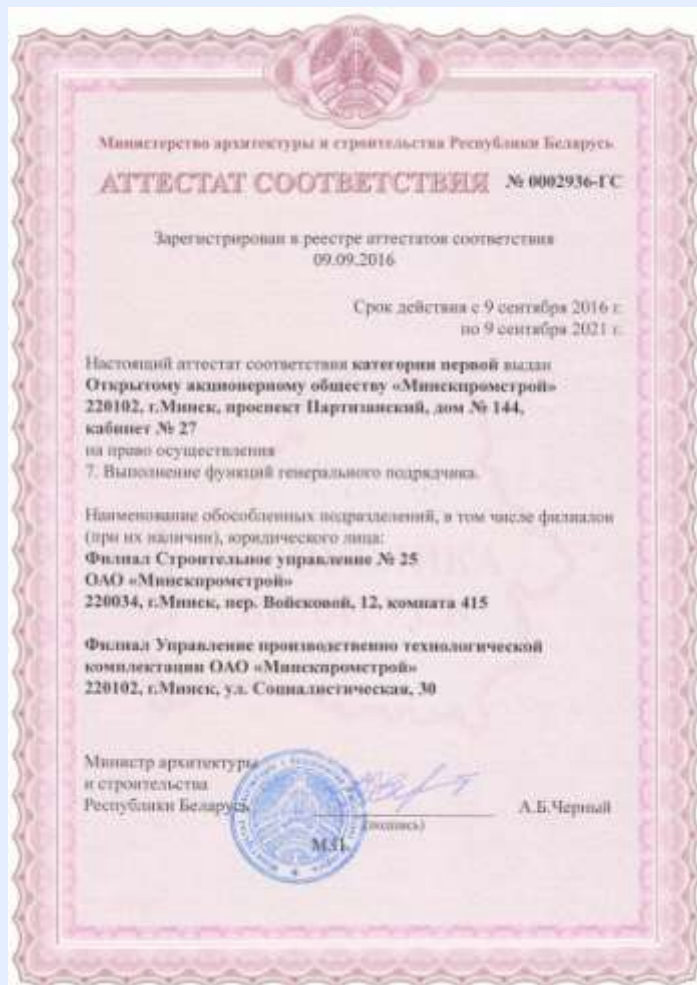 Министерство архитектуры и строительства Республики Беларусь
АТТЕСТАТ СООТВЕТСТВИЯ № 0002936-ГС
Зарегистрирован в реестре аттестатов соответствия
09.09.2016
Срок действия с 9 сентября 2016 г.
по 9 сентября 2021 г.
Настоящий аттестат соответствия категории первой выдан
Открытому акционерному обществу «Минскпромстрой»
220102, г.Минск, проспект Партизанский, дом № 144,
кабинет № 27
на право осуществления
7. Выполнение функций генерального подрядчика.
Наименование обособленных подразделений, в том числе филиалов
(при их наличии), юридического лица:
Филиал Строительное управление № 25
ОАО «Минскпромстрой»
220034, г.Минск, пер. Войсковой, 12, комната 415
Филиал Управление производственно технологической
комплектации ОАО «Минскпромстрой»
220102, г.Минск, ул. Социалистическая, 30
Министр архитектуры
и строительства
Республики Беларусь
А.Б.Черный
(подпись)
М.П.